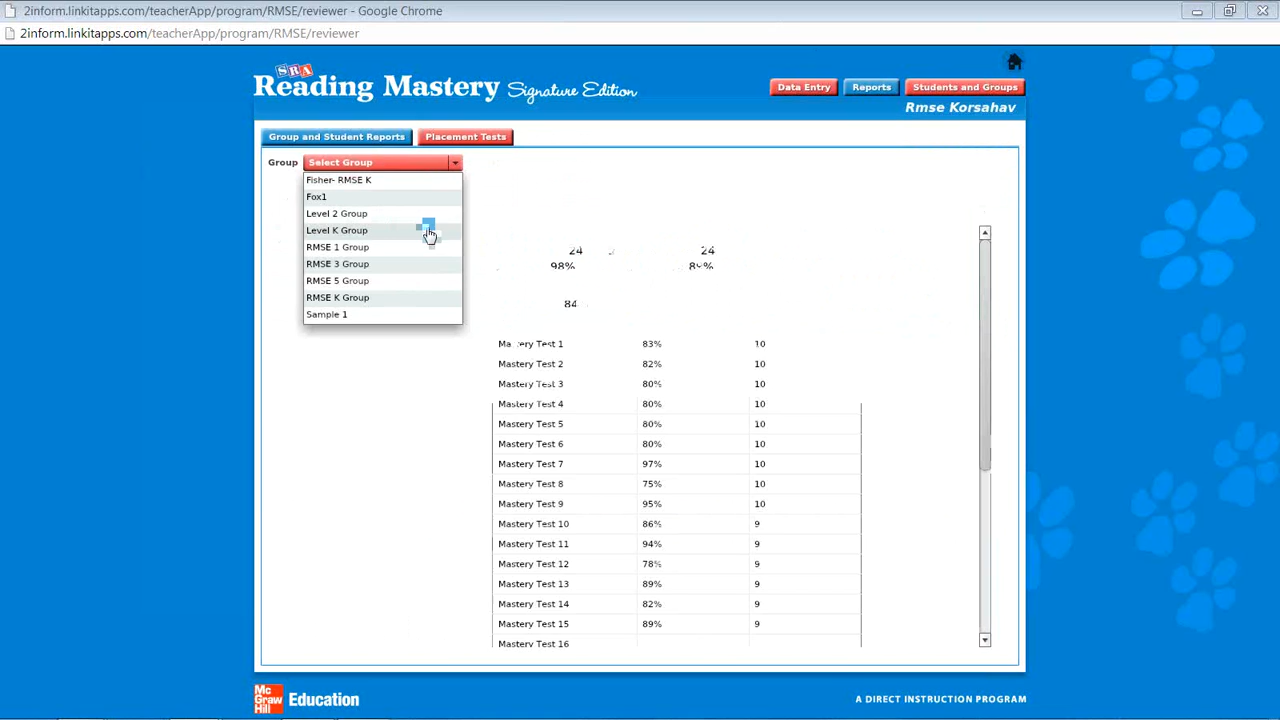 2inform.linkitapps.com/teacherApp/program/RMSE/reviewer - Google Chrome
2inform.linkitapps.com/teacherApp/program/RMSE/reviewer
SRA
Reading Mastery Signature Edition
Data Entry Reports Students and Groups
Rmse Korsahav
Group and Student Reports Placement Tests
Group Select Group
Fisher- RMSE K
Fox1
Level 2 Group
Level K Group
RMSE 1 Group
RMSE 3 Group
RMSE 5 Group
RMSE K Group
Sample 1
24 24
98% 89%
84
Mastery Test 1 83% 10
Mastery Test 2 82% 10
Mastery Test 3 80% 10
Mastery Test 4 80% 10
Mastery Test 5 80% 10
Mastery Test 6 80% 10
Mastery Test 7 97% 10
Mastery Test 8 75% 10
Mastery Test 9 95% 10
Mastery Test 10 86% 9
Mastery Test 11 94% 9
Mastery Test 12 78% 9
Mastery Test 13 89% 9
Mastery Test 14 82% 9
Mastery Test 15 89% 9
Mastery Test 16
Mc
Graw
Hill Education
A DIRECT INSTRUCTION PROGRAM